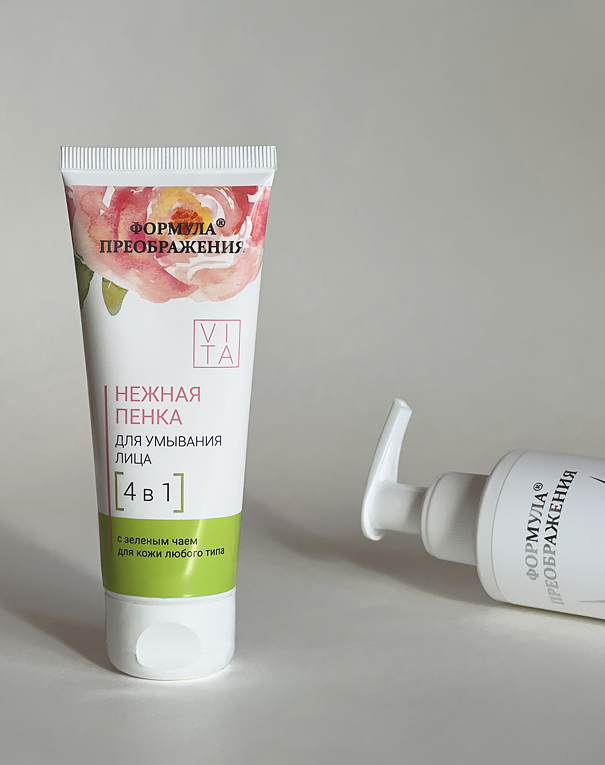 ФОРМУЛА®
ПРЕОБРАЖЕНИЯ
VI
TA
НЕЖНАЯ
ПЕНКА
ДЛЯ УМЫВАНИЯ
ЛИЦА
[4 в 1]
с зеленым чаем
для кожи любого типа
ФОРМУЛА®
ПРЕОБРАЖЕНИЯ